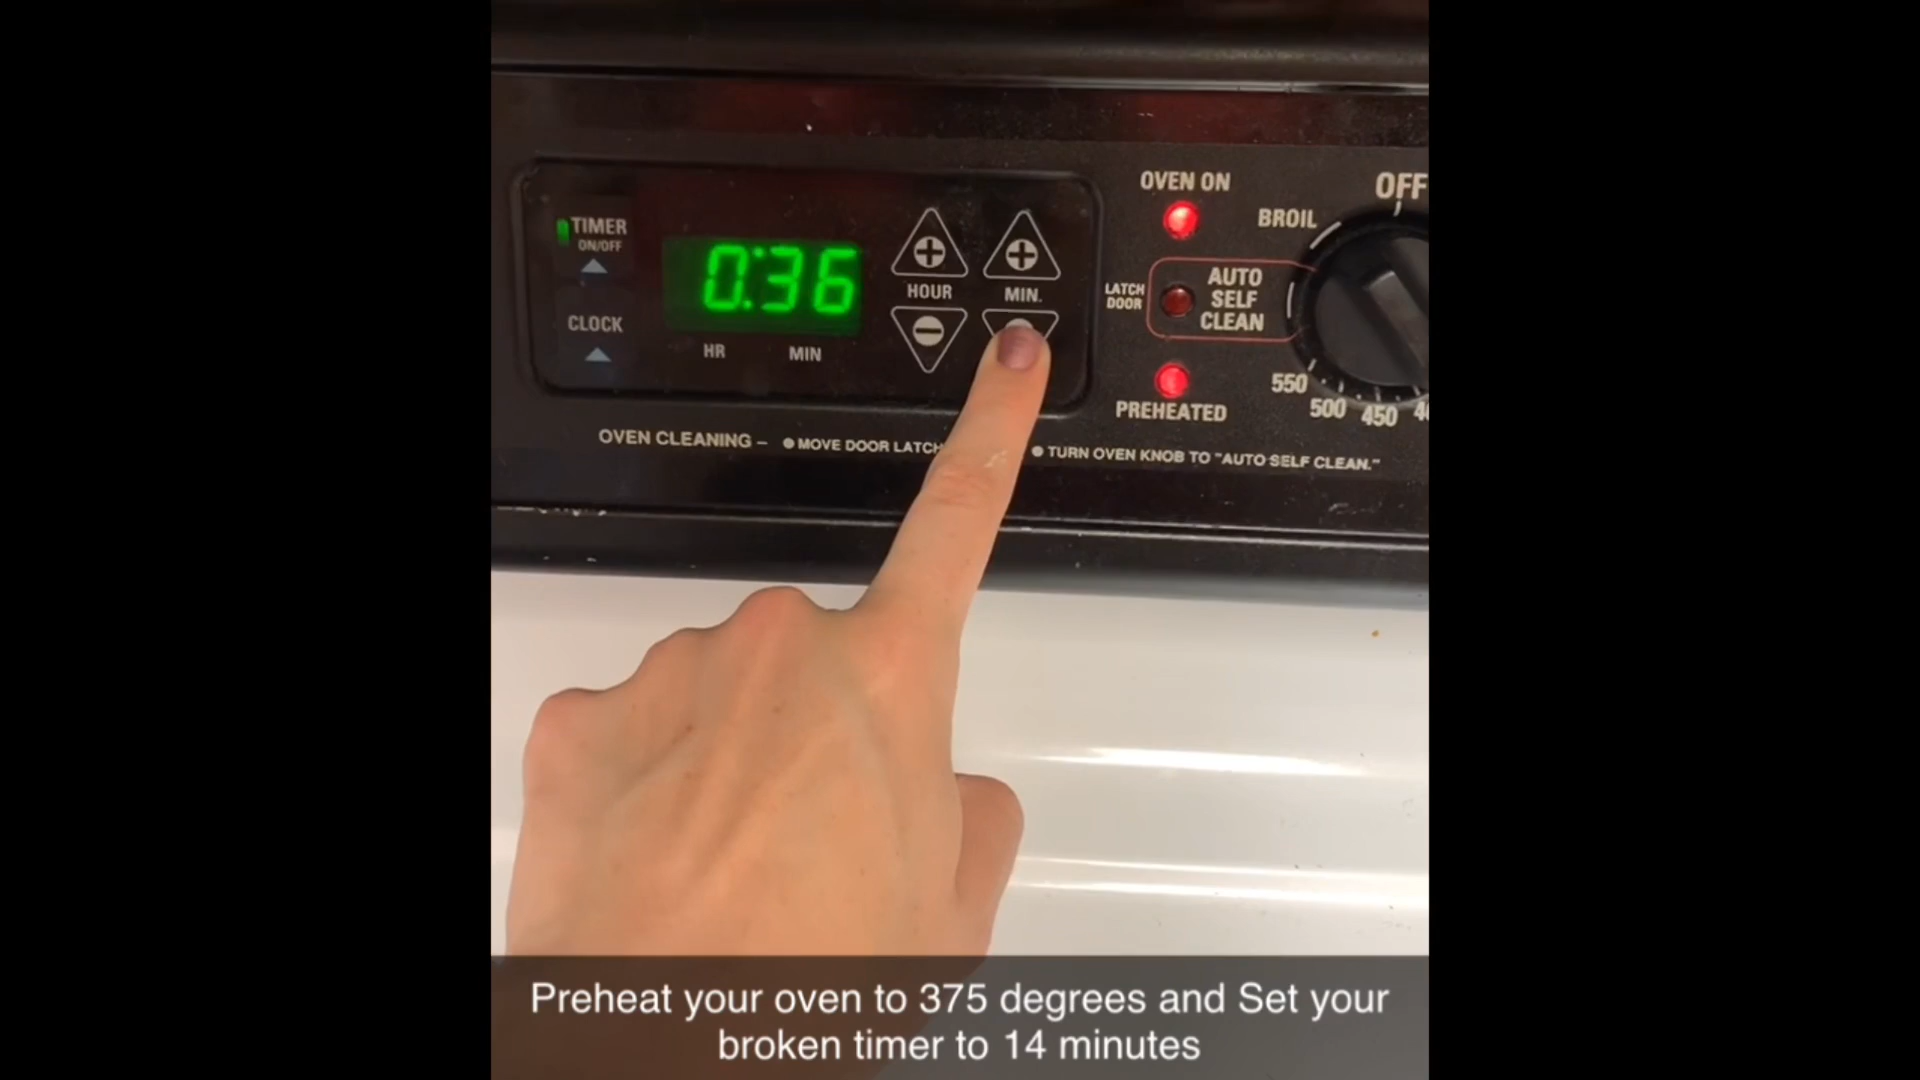 OVEN ON
OFF
BROIL
TIMER
ON/OFF
0:36
HOUR
MIN.
LATCH
DOOR
AUTO
SELF
CLEAN
CLOCK
HR
MIN
550
500
450
PREHEATED
OVEN CLEANING – ● MOVE DOOR LATCH
● TURN OVEN KNOB TO "AUTO SELF CLEAN."
Preheat your oven to 375 degrees and Set your
broken timer to 14 minutes